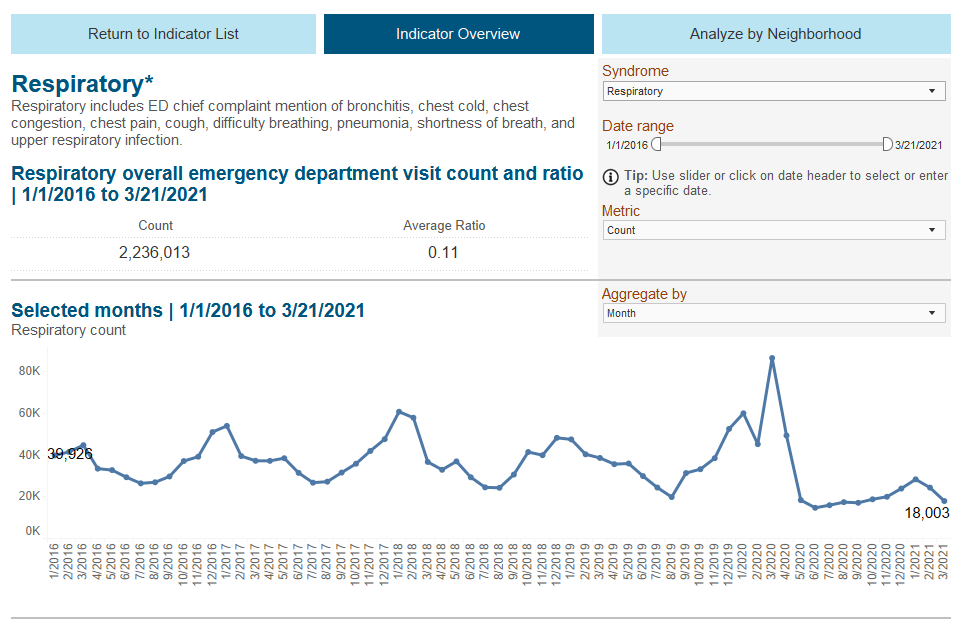 Return to Indicator List
Indicator Overview
Analyze by Neighborhood
Respiratory*
Respiratory includes ED chief complaint mention of bronchitis, chest cold, chest
congestion, chest pain, cough, difficulty breathing, pneumonia, shortness of breath, and
upper respiratory infection.
Respiratory overall emergency department visit count and ratio
| 1/1/2016 to 3/21/2021
Count
Average Ratio
2,236,013
0.11
Syndrome
Respiratory
Date range
1/1/2016
3/21/2021
Tip: Use slider or click on date header to select or enter
a specific date.
Metric
Count
Selected months | 1/1/2016 to 3/21/2021
Respiratory count
Aggregate by
Month
80K
60K
40K
20K
0K
39,926
18,003
1/2016
2/2016
3/2016
4/2016
5/2016
6/2016
7/2016
8/2016
9/2016
10/2016
11/2016
12/2016
1/2017
2/2017
3/2017
4/2017
5/2017
6/2017
7/2017
8/2017
9/2017
10/2017
11/2017
12/2017
1/2018
2/2018
3/2018
4/2018
5/2018
6/2018
7/2018
8/2018
9/2018
10/2018
11/2018
12/2018
1/2019
2/2019
3/2019
4/2019
5/2019
6/2019
7/2019
8/2019
9/2019
10/2019
11/2019
12/2019
1/2020
2/2020
3/2020
4/2020
5/2020
6/2020
7/2020
8/2020
9/2020
10/2020
11/2020
12/2020
1/2021
2/2021
3/2021